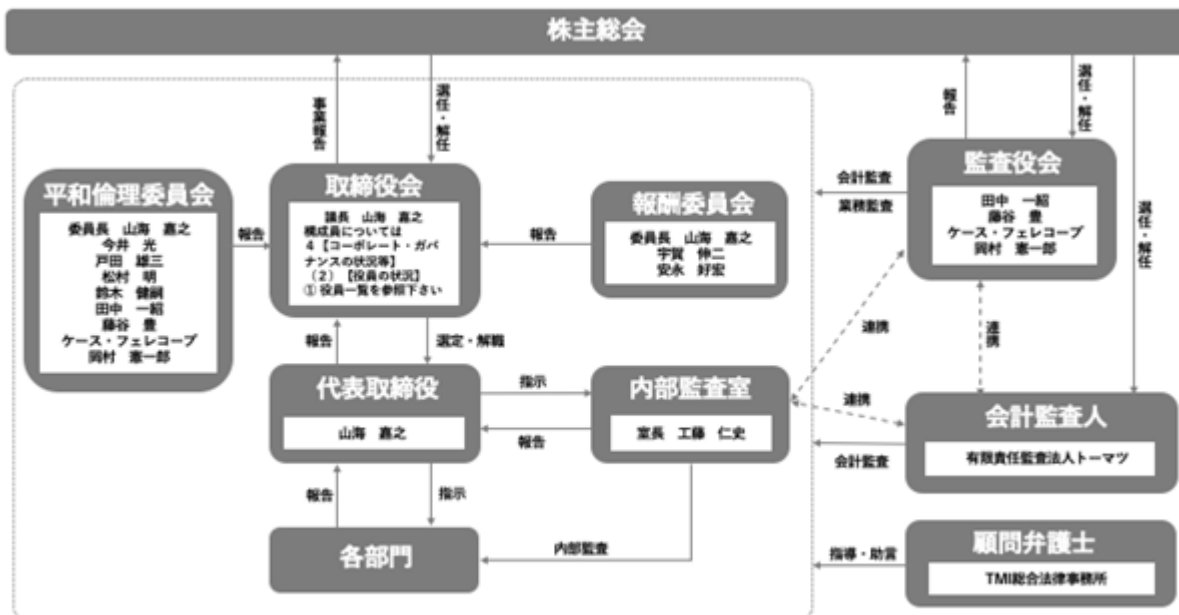 株主総会
事業報告
選任・解任
報告
選任・解任
選任・解任
平和倫理委員会
委員長 山海 嘉之
今井 光
戸田 雄三
松村 明
鈴木 健嗣
田中 一紹
藤谷 豊
ケース・フェレコープ
岡村 憲一郎
報告
取締役会
議長 山海 嘉之
構成員については
4【コーポレート・ガバ
ナンスの状況等】
(2)【役員の状況】
①役員一覧を参照下さい
報告
報酬委員会
委員長 山海 嘉之
宇賀 伸二
安永 好宏
会計監査
業務監査
監査役会
田中 一紹
藤谷 豊
ケース・フェレコープ
岡村 憲一郎
報告
選定・解職
連携
連携
代表取締役
山海 嘉之
指示
報告
内部監査室
室長 工藤 仁史
連携
会計監査
会計監査人
有限責任監査法人トーマツ
報告
指示
各部門
内部監査
指導・助言
顧問弁護士
TMI総合法律事務所